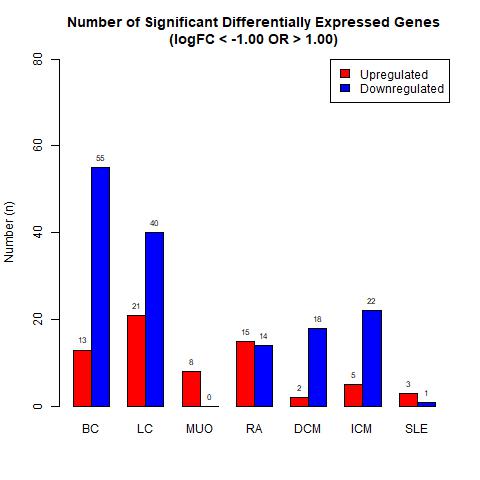 Number of Significant Differentially Expressed Genes
(logFC < -1.00 OR > 1.00)
Upregulated
Downregulated
Number (n)
80
60
40
20
0
13
55
21
40
8
0
15
14
2
18
5
22
3
1
BC
LC
MUO
RA
DCM
ICM
SLE